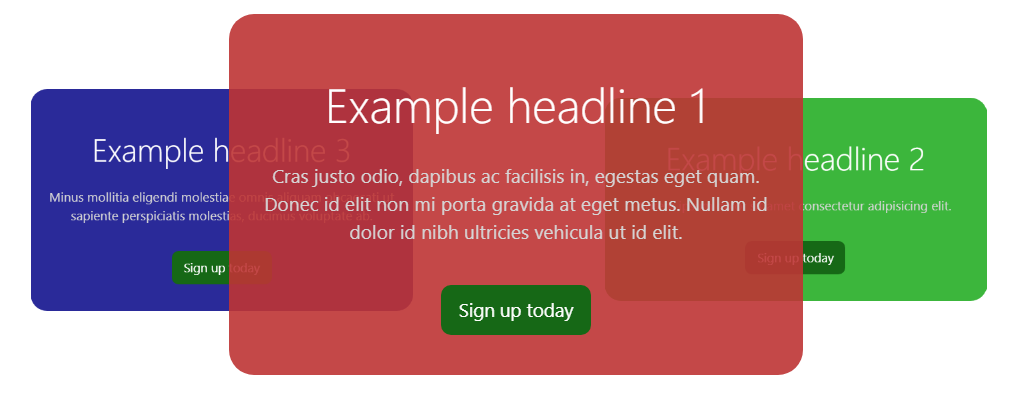 Example headline 1
Cras justo odio, dapibus ac facilisis in, egestas eget quam.
Donec id elit non mi porta gravida at eget metus. Nullam id
dolor id nibh ultricies vehicula ut id elit.
Sign up today
Example headline 3
Minus mollitia eligendi molestiae
sapiente perspiciatis molestias, ducimus voluptate ab.
Sign up today
Example headline 2
consectetur adipisicing elit.
Sign up today